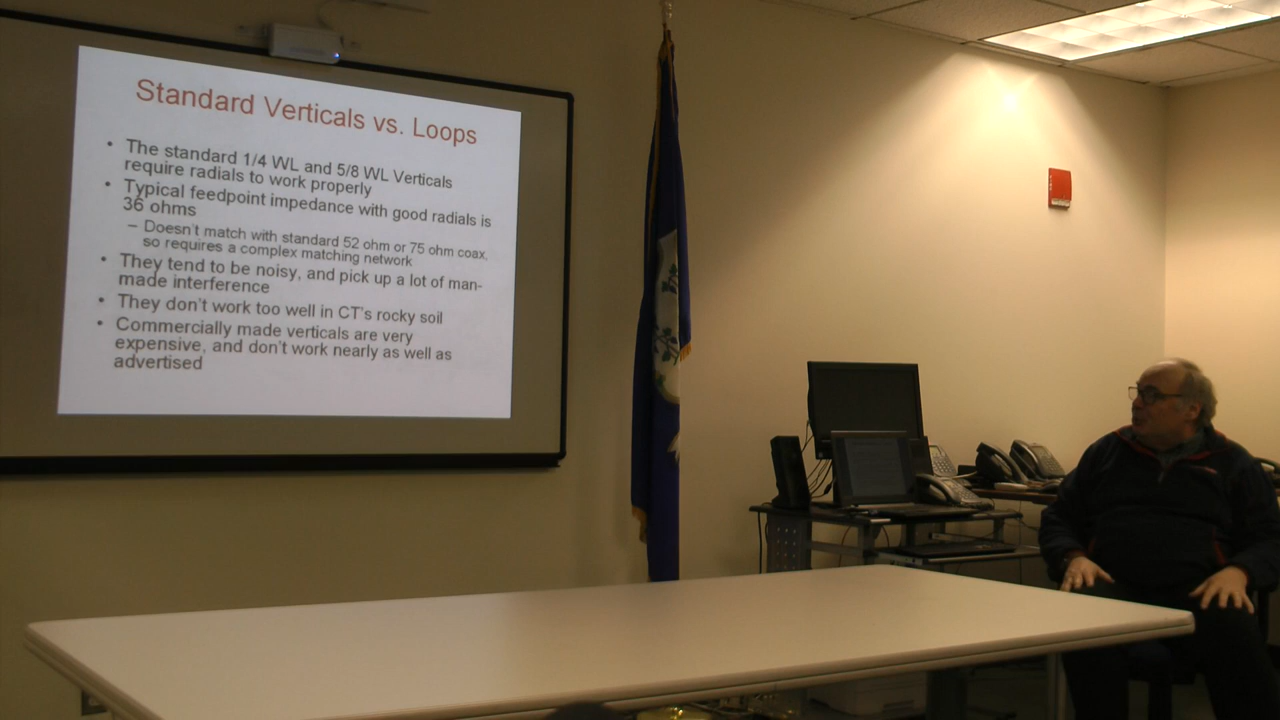 Standard Verticals vs. Loops
• The standard 1/4 WL and 5/8 WL Verticals
require radials to work properly
• Typical feedpoint impedance with good radials is
36 ohms
– Doesn't match with standard 52 ohm or 75 ohm coax,
so requires a complex matching network
• They tend to be noisy, and pick up a lot of man-
made interference
• They don't work too well in CT's rocky soil
• Commercially made verticals are very
expensive, and don't work nearly as well as
advertised